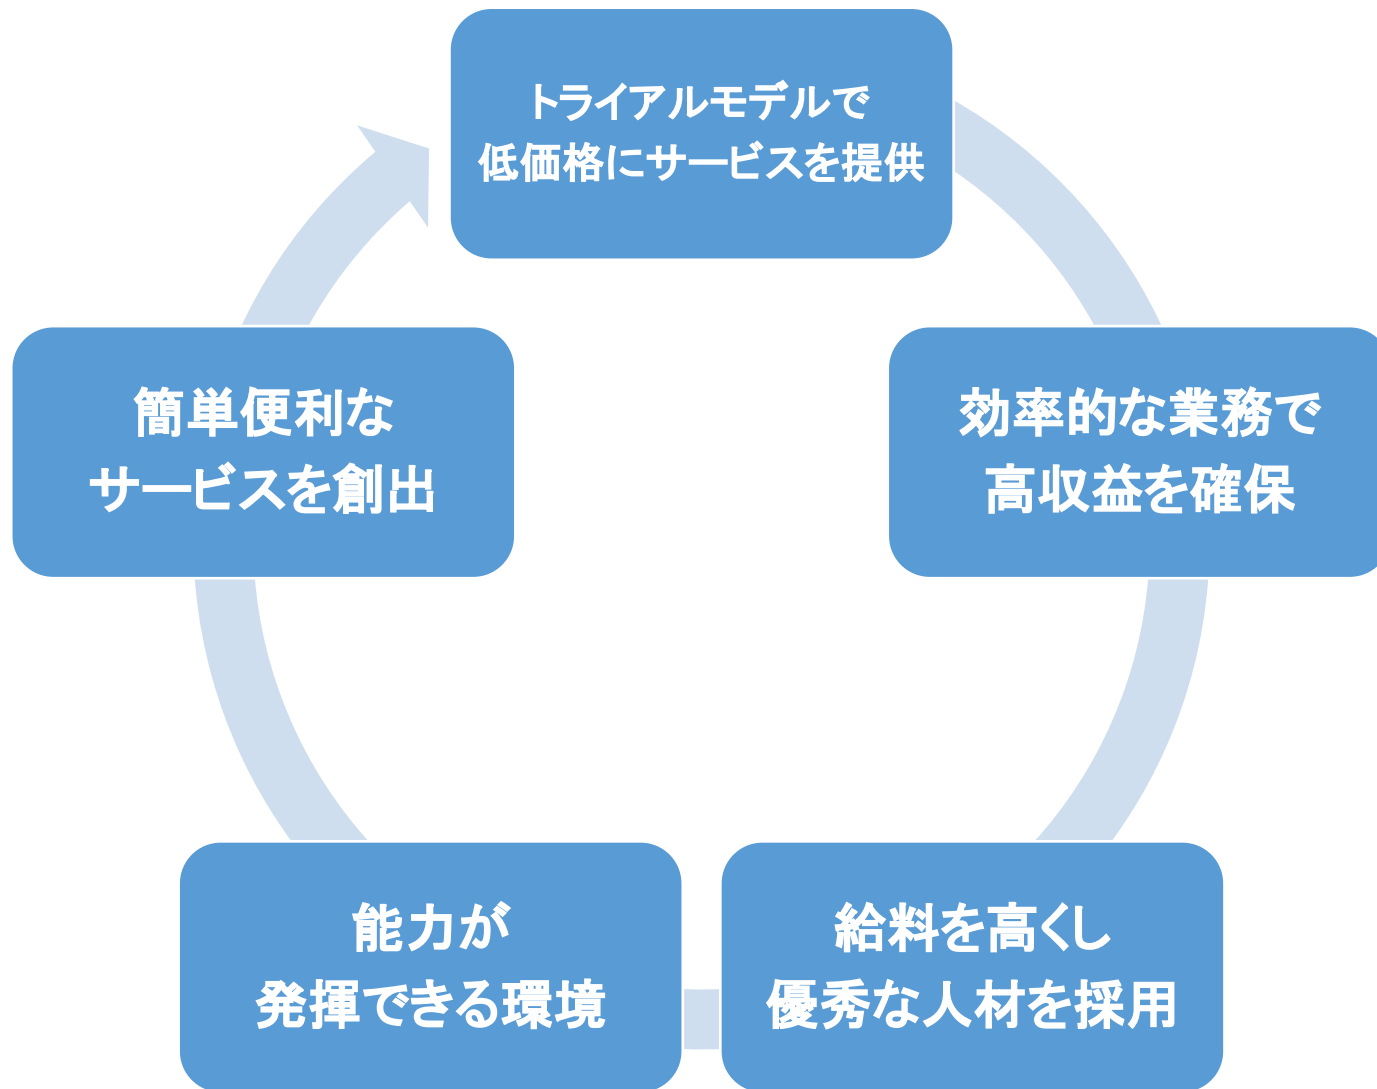 トライアルモデルで
低価格にサービスを提供
効率的な業務で
高収益を確保
給料を高くし
優秀な人材を採用
能力が
発揮できる環境
簡単便利な
サービスを創出